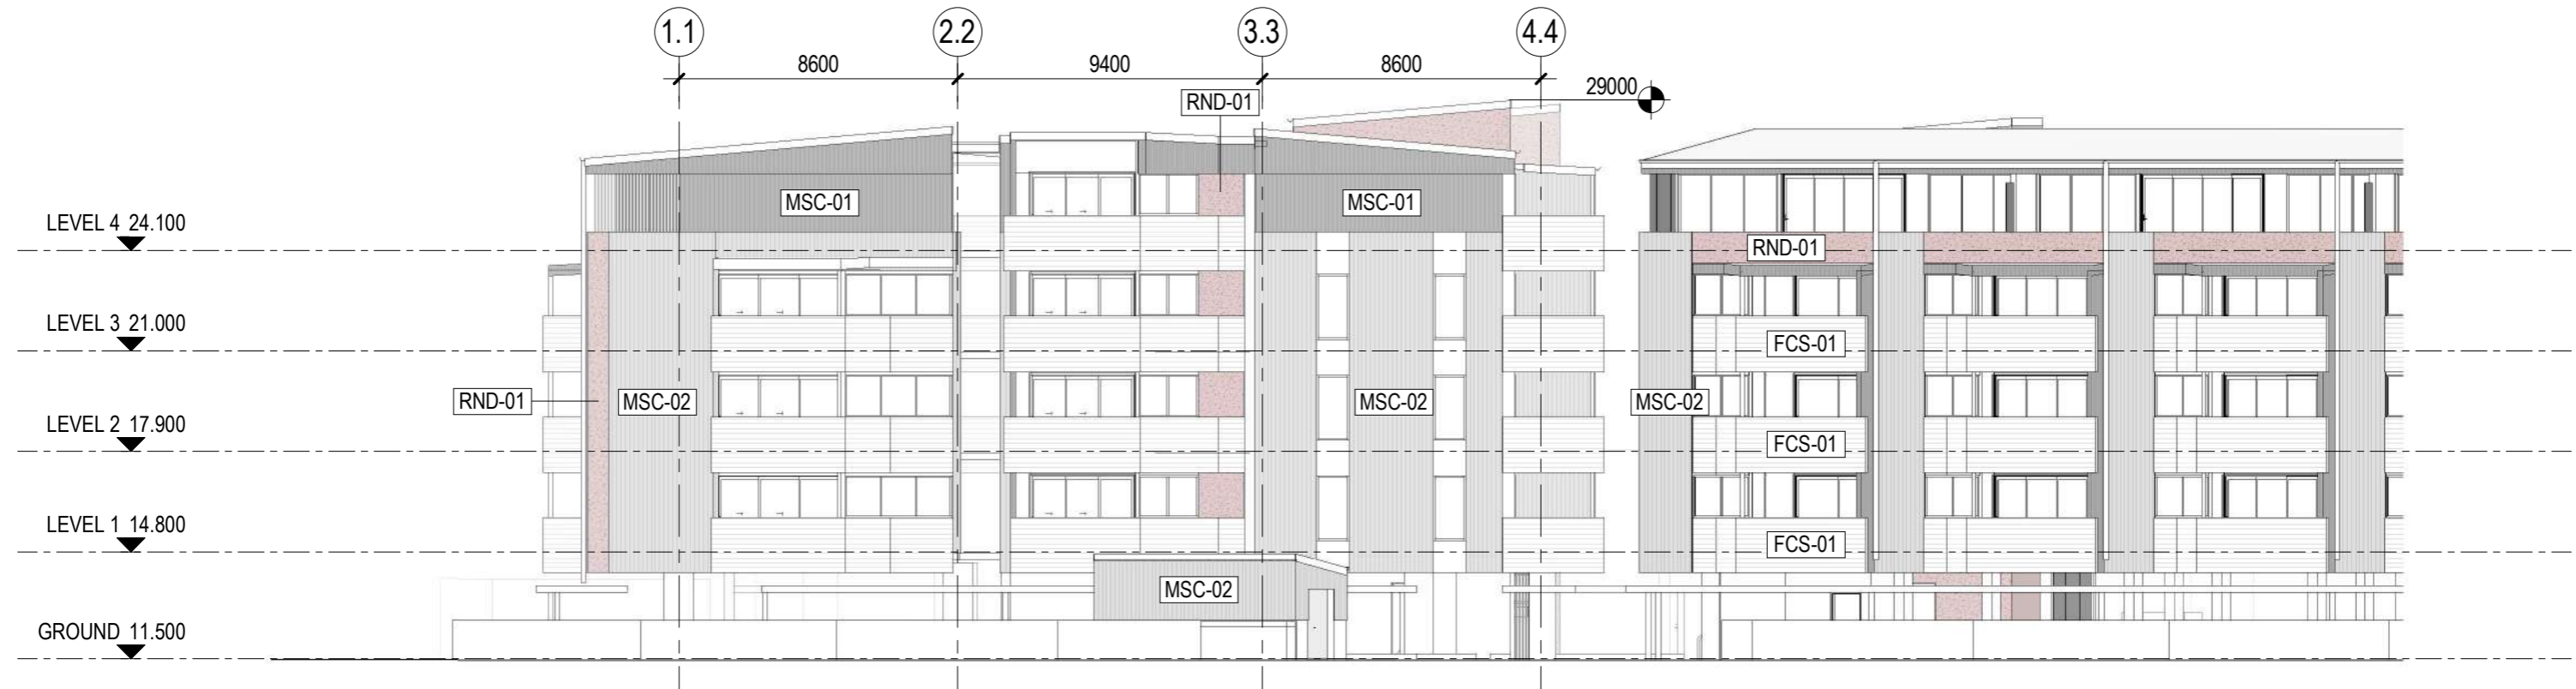 1.1
2.2
3.3
4.4
8600
9400
8600
29000
RND-01
MSC-01
MSC-01
LEVEL 4 24.100
RND-01
LEVEL 3 21.000
FCS-01
RND-01
MSC-02
MSC-02
MSC-02
LEVEL 2 17.900
FCS-01
LEVEL 1 14.800
FCS-01
MSC-02
GROUND 11.500